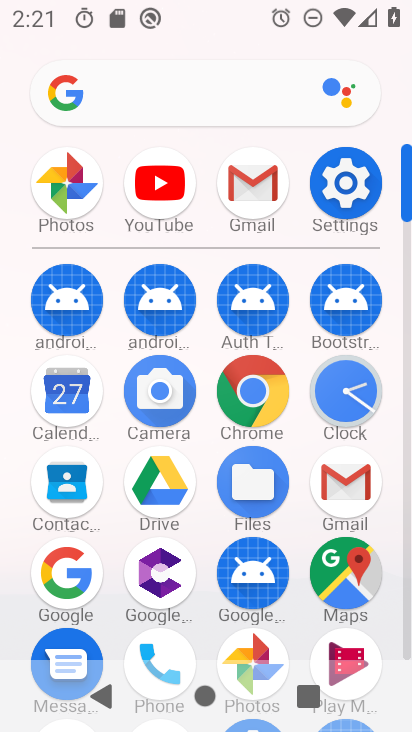 2:21
Photos YouTube Gmail Settings
androi... androi... Auth T... Bootstr...
27
Calend... Camera Chrome Clock
Contac... Drive Files Gmail
Google Google... Google... Maps
Messa... Phone Photos Play M...